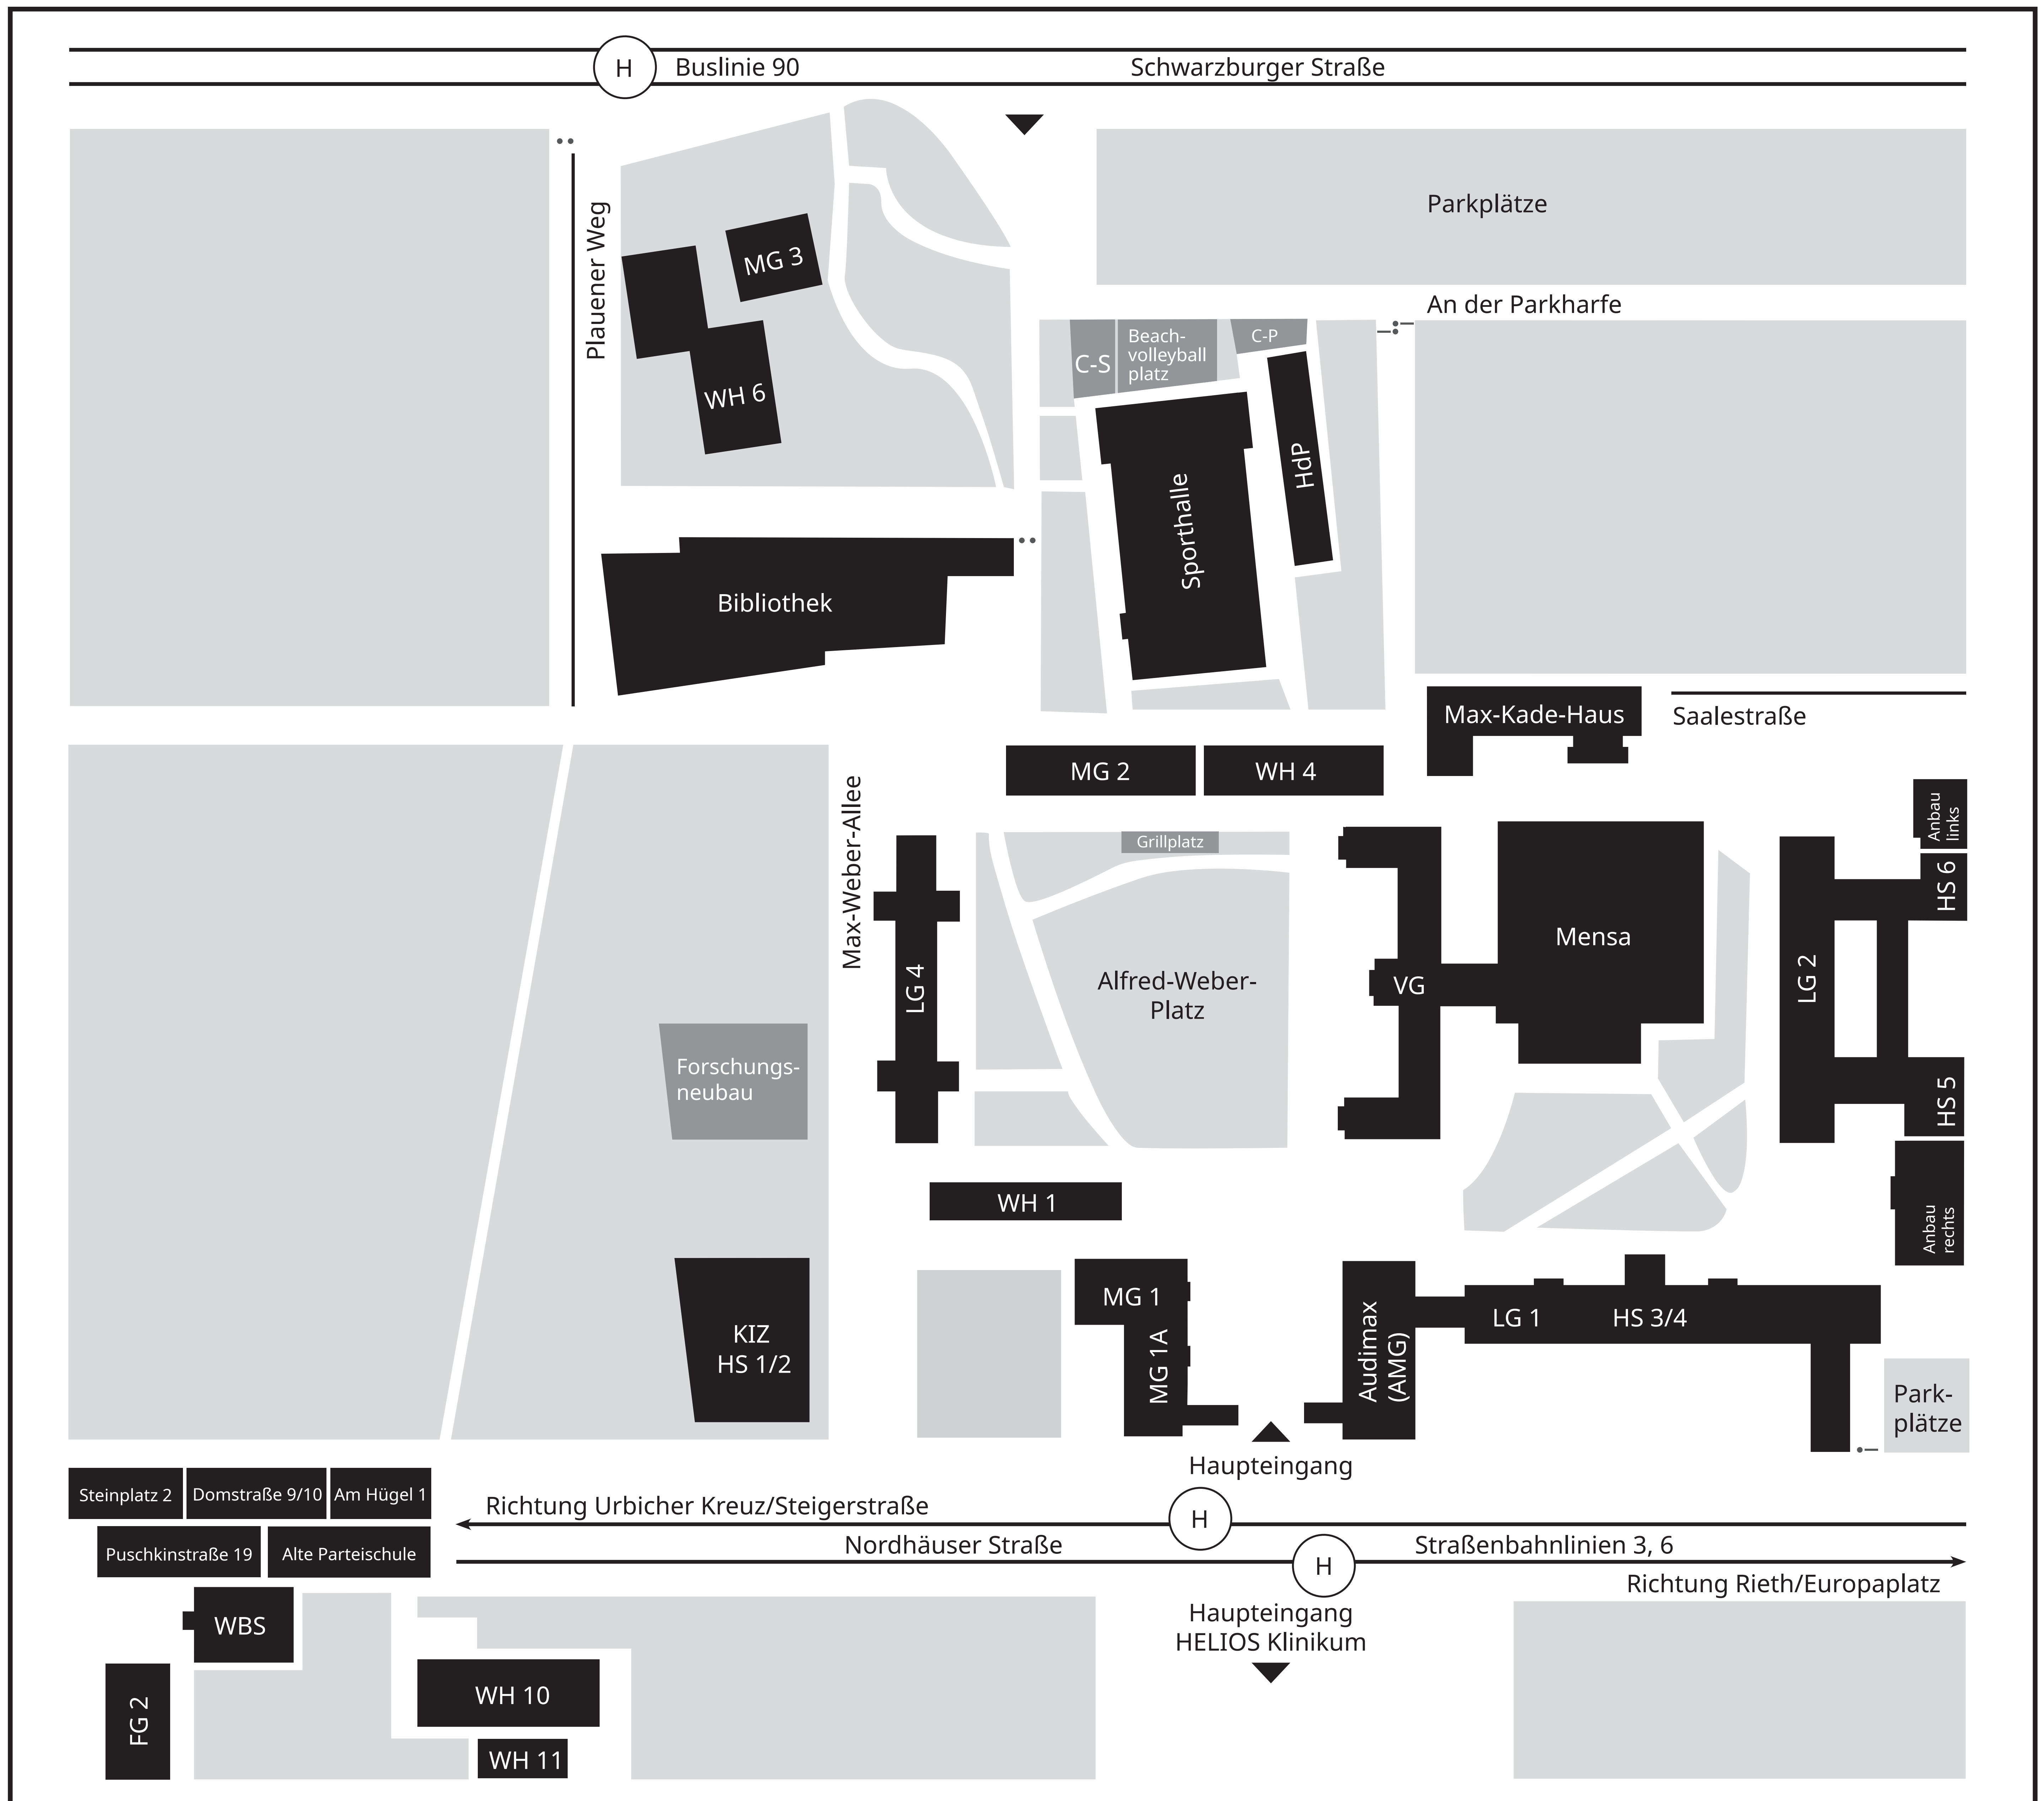 H
Buslinie 90
Schwarzburger Straße
Parkplätze
Plauener Weg
MG 3
An der Parkharfe
C-S
Beach-
volleyball
platz
C-P
WH 6
HdP
Sporthalle
Bibliothek
Max-Kade-Haus
Saalestraße
MG 2
WH 4
Max-Weber-Allee
Grillplatz
Anbau
links
HS 6
LG 4
Alfred-Weber-
Platz
VG
Mensa
LG 2
Forschungs-
neubau
HS 5
WH 1
Anbau
rechts
KIZ
HS 1/2
MG 1
MG 1A
Audimax
(AMG)
LG 1
HS 3/4
Park-
plätze
Haupteingang
Steinplatz 2
Domstraße 9/10
Am Hügel 1
Richtung Urbicher Kreuz/Steigerstraße
H
Puschkinstraße 19
Alte Parteischule
Nordhäuser Straße
H
Straßenbahnlinien 3, 6
Richtung Rieth/Europaplatz
Haupteingang
HELIOS Klinikum
WBS
FG 2
WH 10
WH 11